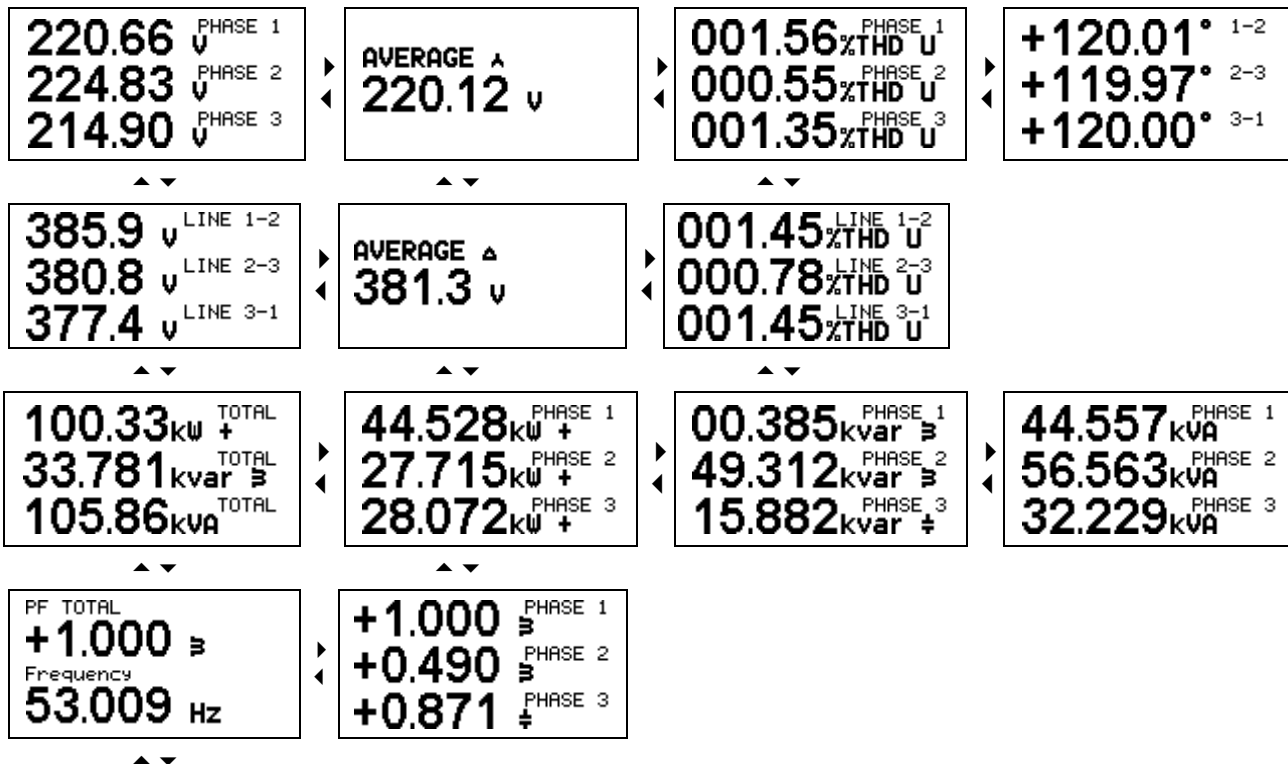 220.66 V PHASE 1
224.83 V PHASE 2
214.90 V PHASE 3
AVERAGE
220.12 V
001.56 %THD U PHASE 1
000.55 %THD U PHASE 2
001.35 %THD U PHASE 3
+120.01° 1-2
+119.97° 2-3
+120.00° 3-1
385.9 V LINE 1-2
380.8 V LINE 2-3
377.4 V LINE 3-1
AVERAGE
381.3 V
001.45 %THD U LINE 1-2
000.78 %THD U LINE 2-3
001.45 %THD U LINE 3-1
100.33 kW + TOTAL
33.781 kvar TOTAL
105.86 kVA TOTAL
44.528 kW + PHASE 1
27.715 kW + PHASE 2
28.072 kW + PHASE 3
00.385 kvar PHASE 1
49.312 kvar PHASE 2
15.882 kvar PHASE 3
44.557 kVA PHASE 1
56.563 kVA PHASE 2
32.229 kVA PHASE 3
PF TOTAL
+1.000
Frequency
53.009 Hz
+1.000 PHASE 1
+0.490 PHASE 2
+0.871 PHASE 3